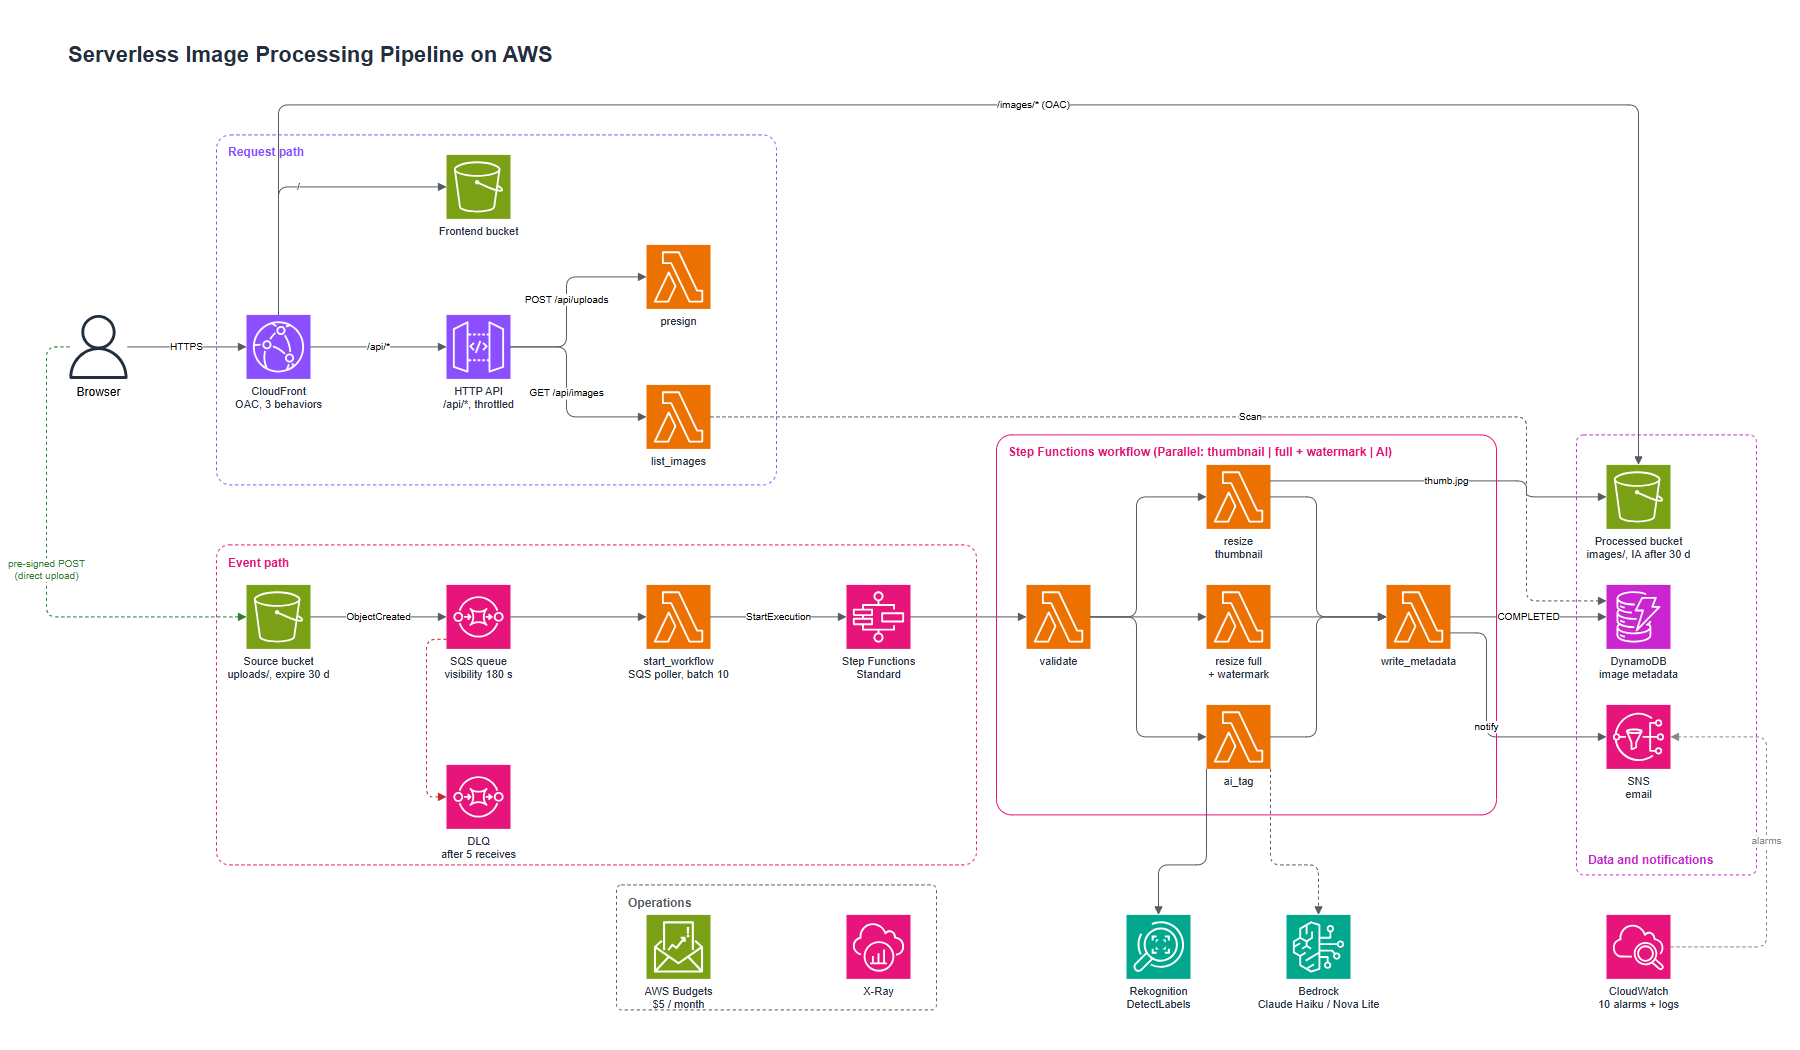 Serverless Image Processing Pipeline on AWS
/images/* (OAC)
Request path
/
Frontend bucket
POST /api/uploads
presign
HTTPS
/api/*
Browser
CloudFront
OAC, 3 behaviors
HTTP API
/api/*, throttled
GET /api/images
list_images
Scan
Step Functions workflow (Parallel: thumbnail | full + watermark | AI)
thumb.jpg
resize
thumbnail
Processed bucket
images/, IA after 30 d
pre-signed POST
(direct upload)
Event path
ObjectCreated
StartExecution
COMPLETED
Source bucket
uploads/, expire 30 d
SQS queue
visibility 180 s
start_workflow
SQS poller, batch 10
Step Functions
Standard
validate
resize full
+ watermark
write_metadata
DynamoDB
image metadata
notify
ai_tag
SNS
email
DLQ
after 5 receives
alarms
Data and notifications
Operations
AWS Budgets
$5 / month
X-Ray
Rekognition
DetectLabels
Bedrock
Claude Haiku / Nova Lite
CloudWatch
10 alarms + logs